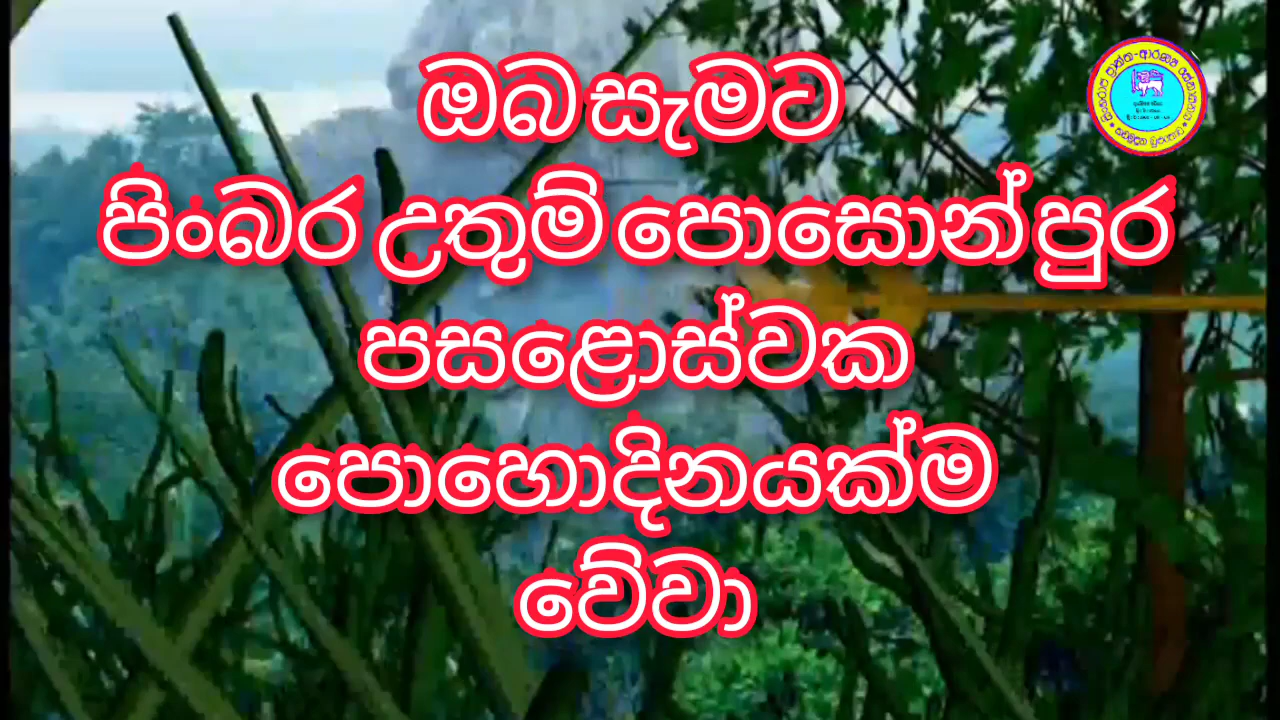 ඔබ සැමට
පිංබර උතුම් පොසොන් පුර
පසළොස්වක
පොහොදිනයක්ම
වේවා